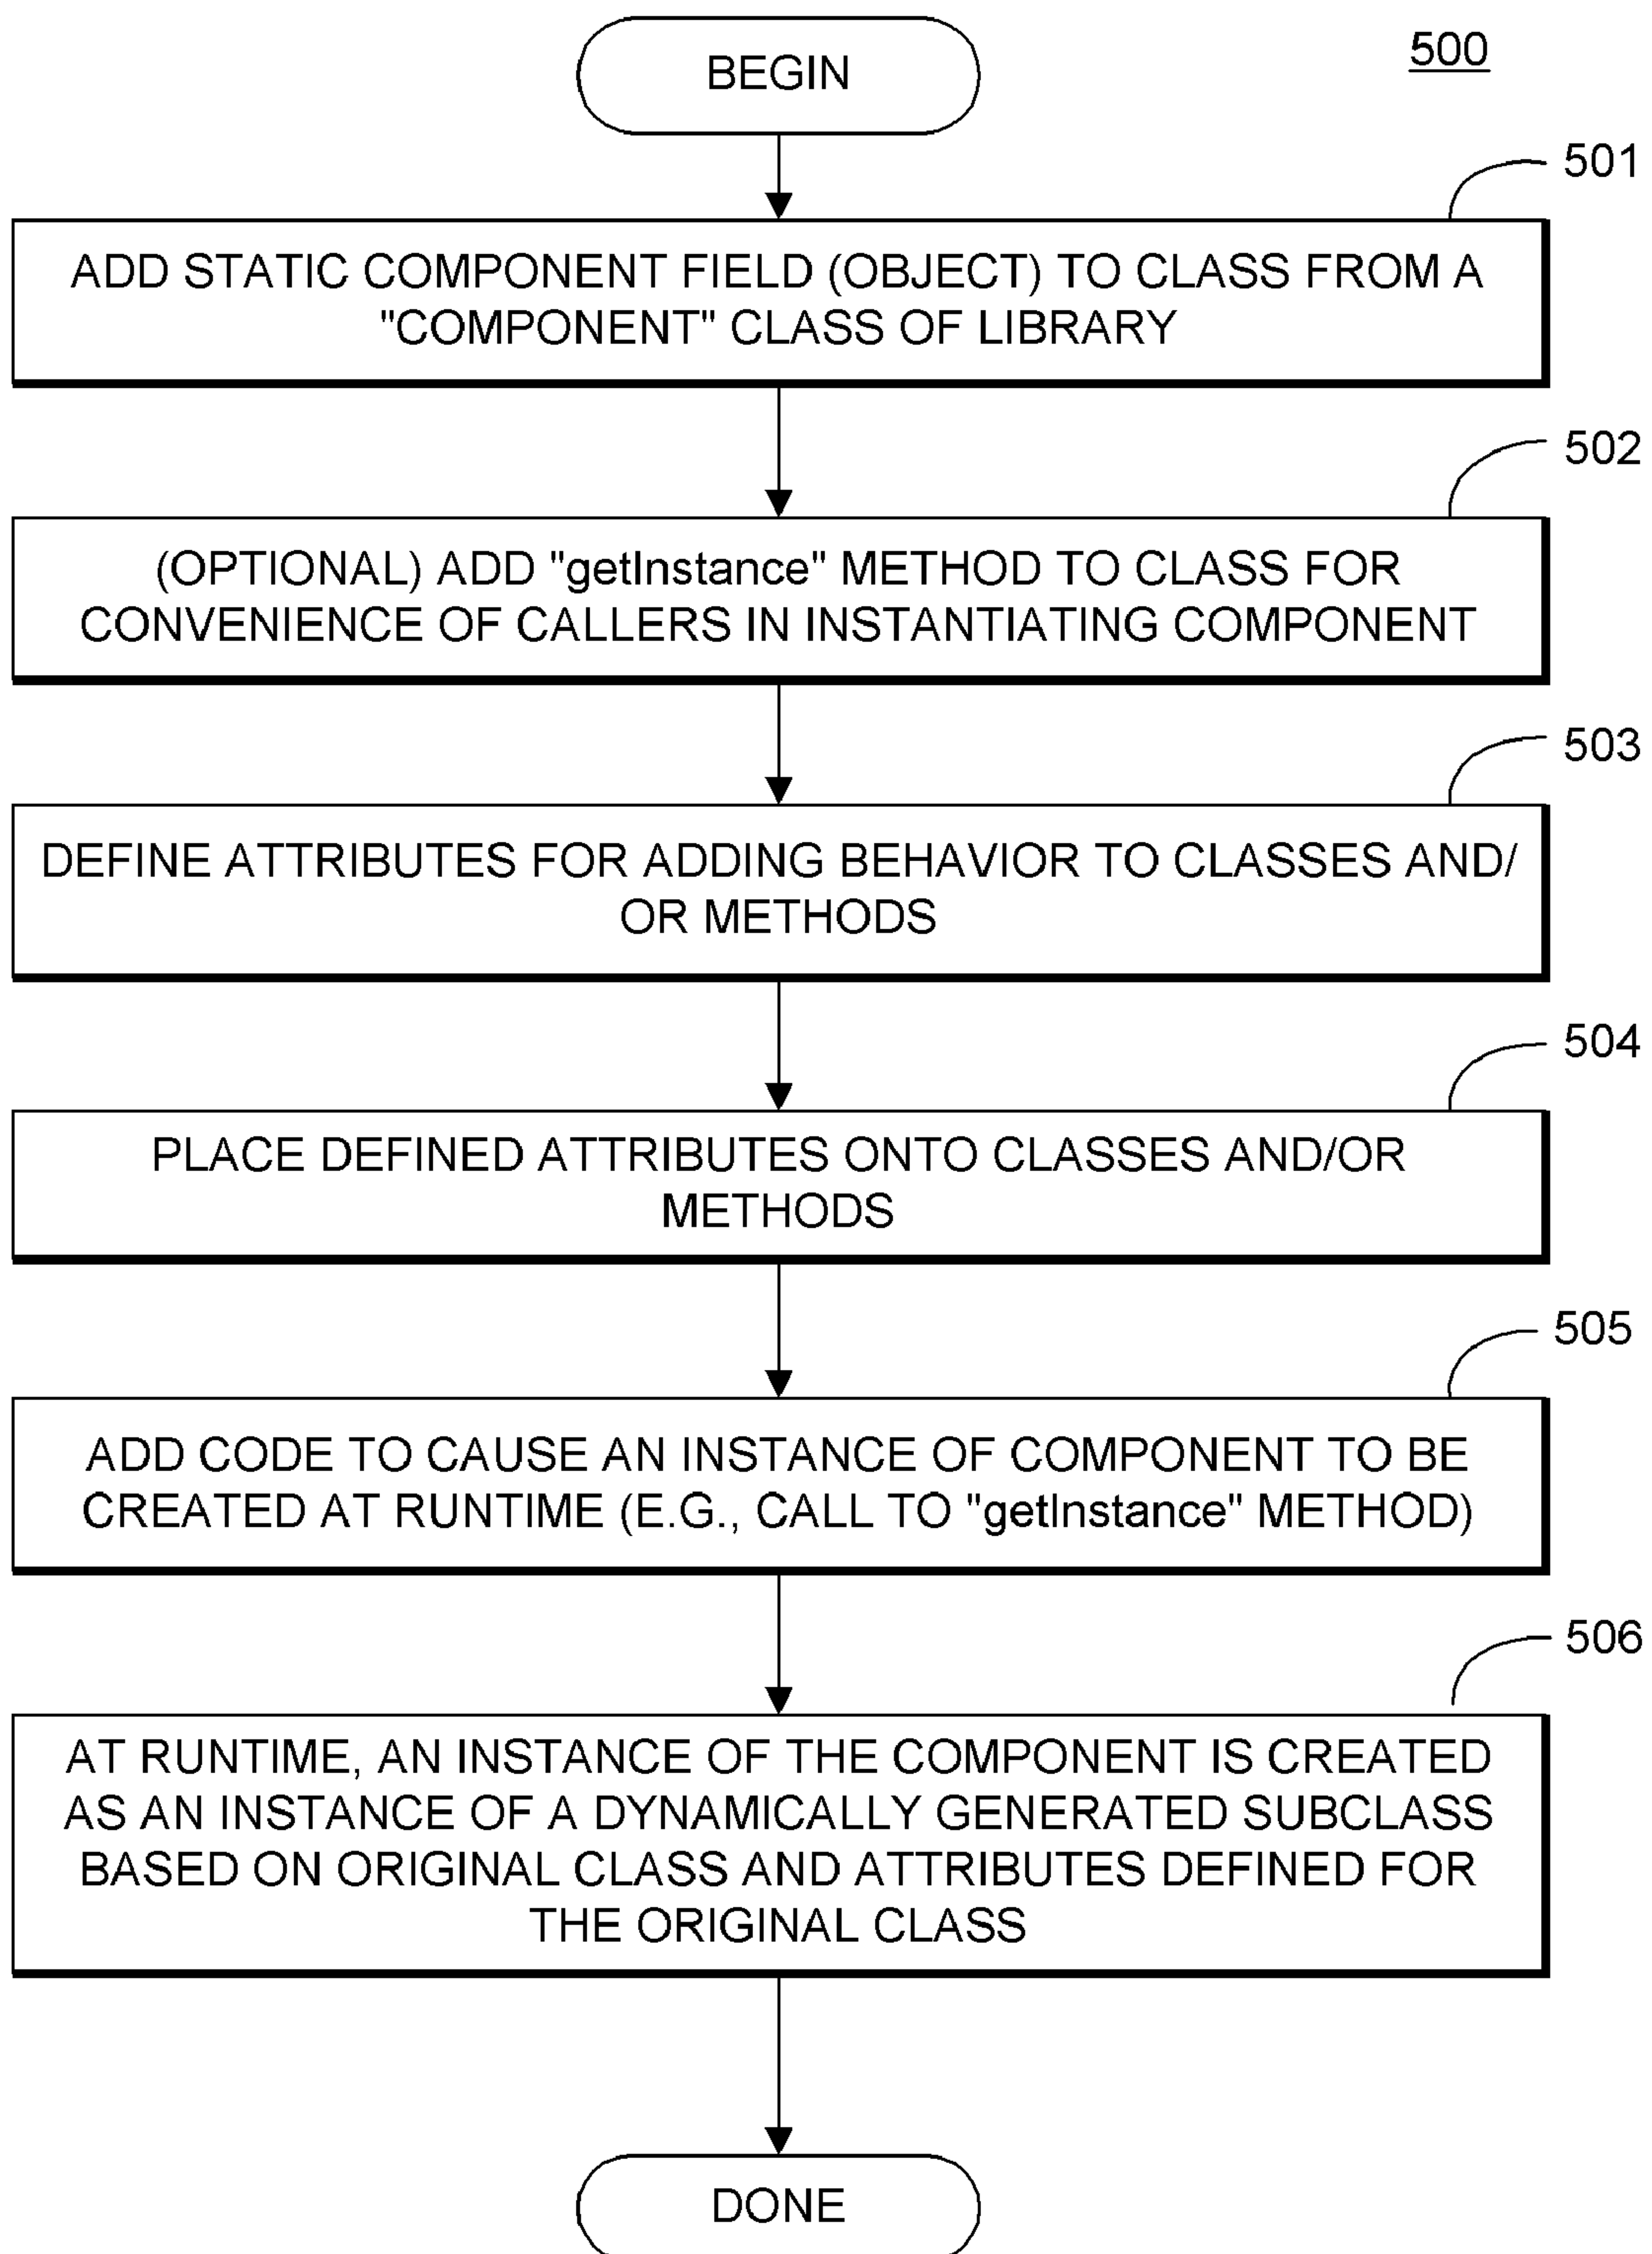 BEGIN
500
501
ADD STATIC COMPONENT FIELD (OBJECT) TO CLASS FROM A
"COMPONENT" CLASS OF LIBRARY
502
(OPTIONAL) ADD "getInstance" METHOD TO CLASS FOR
CONVENIENCE OF CALLERS IN INSTANTIATING COMPONENT
503
DEFINE ATTRIBUTES FOR ADDING BEHAVIOR TO CLASSES AND/
OR METHODS
504
PLACE DEFINED ATTRIBUTES ONTO CLASSES AND/OR
METHODS
505
ADD CODE TO CAUSE AN INSTANCE OF COMPONENT TO BE
CREATED AT RUNTIME (E.G., CALL TO "getInstance" METHOD)
506
AT RUNTIME, AN INSTANCE OF THE COMPONENT IS CREATED
AS AN INSTANCE OF A DYNAMICALLY GENERATED SUBCLASS
BASED ON ORIGINAL CLASS AND ATTRIBUTES DEFINED FOR
THE ORIGINAL CLASS
DONE